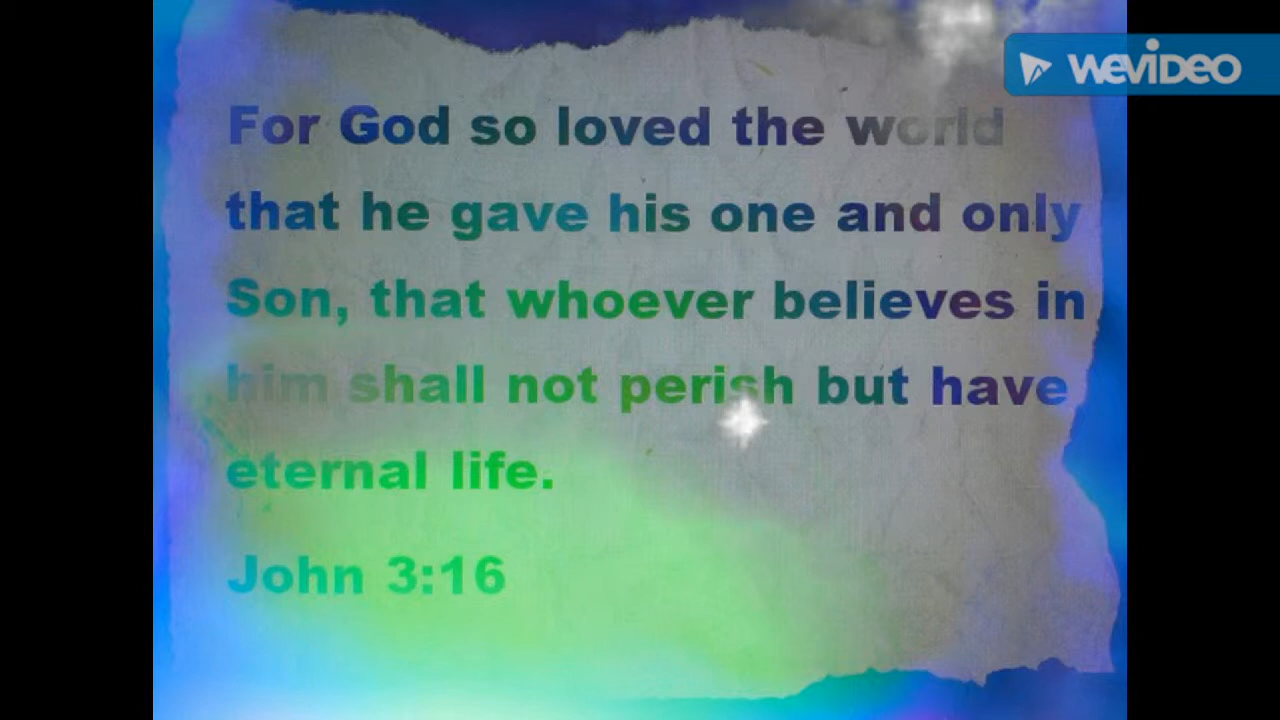 WEVIDEO
For God so loved the world
that he gave his one and only
Son, that whoever believes in
him shall not perish but have
eternal life.
John 3:16